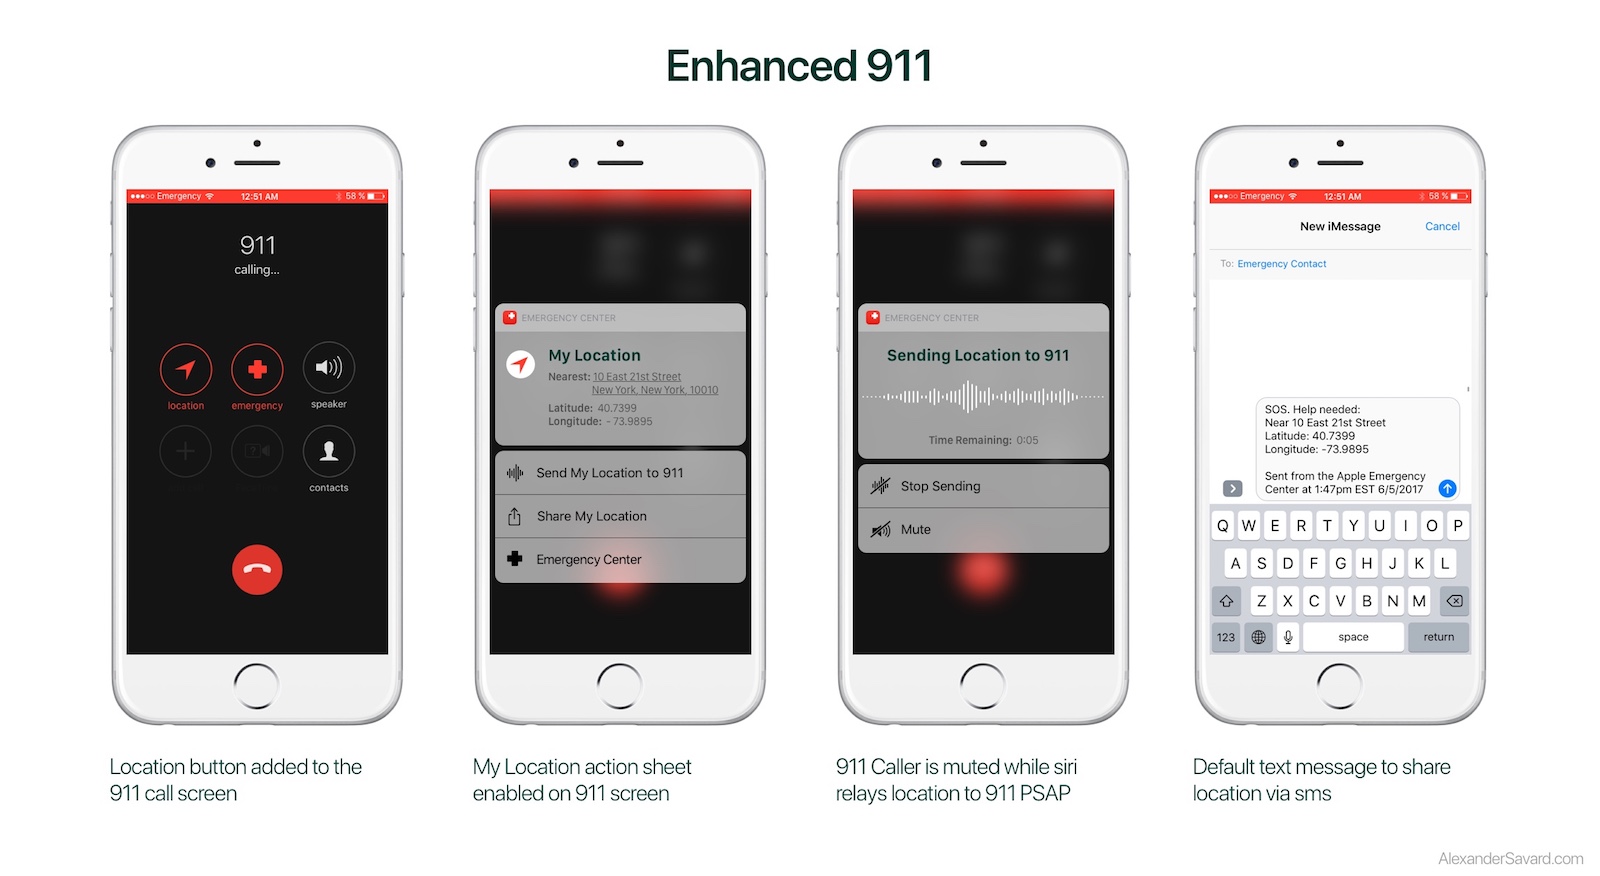 Enhanced 911
Emergency 12:51 AM 58 %
911
calling...
location emergency speaker
contacts
Location button added to the
911 call screen
EMERGENCY CENTER
My Location
Nearest: 10 East 21st Street
New York, New York, 10010
Latitude: 40.7399
Longitude: - 73.9895
Send My Location to 911
Share My Location
Emergency Center
My Location action sheet
enabled on 911 screen
EMERGENCY CENTER
Sending Location to 911
Time Remaining: 0:05
Stop Sending
Mute
911 Caller is muted while siri
relays location to 911 PSAP
Emergency 12:51 AM 58 %
New iMessage Cancel
To: Emergency Contact
SOS. Help needed:
Near 10 East 21st Street
Latitude: 40.7399
Longitude: -73.9895
Sent from the Apple Emergency
Center at 1:47pm EST 6/5/2017
Q W E R T Y U I O P
A S D F G H J K L
Z X C V B N M
123 space return
Default text message to share
location via sms
AlexanderSavard.com